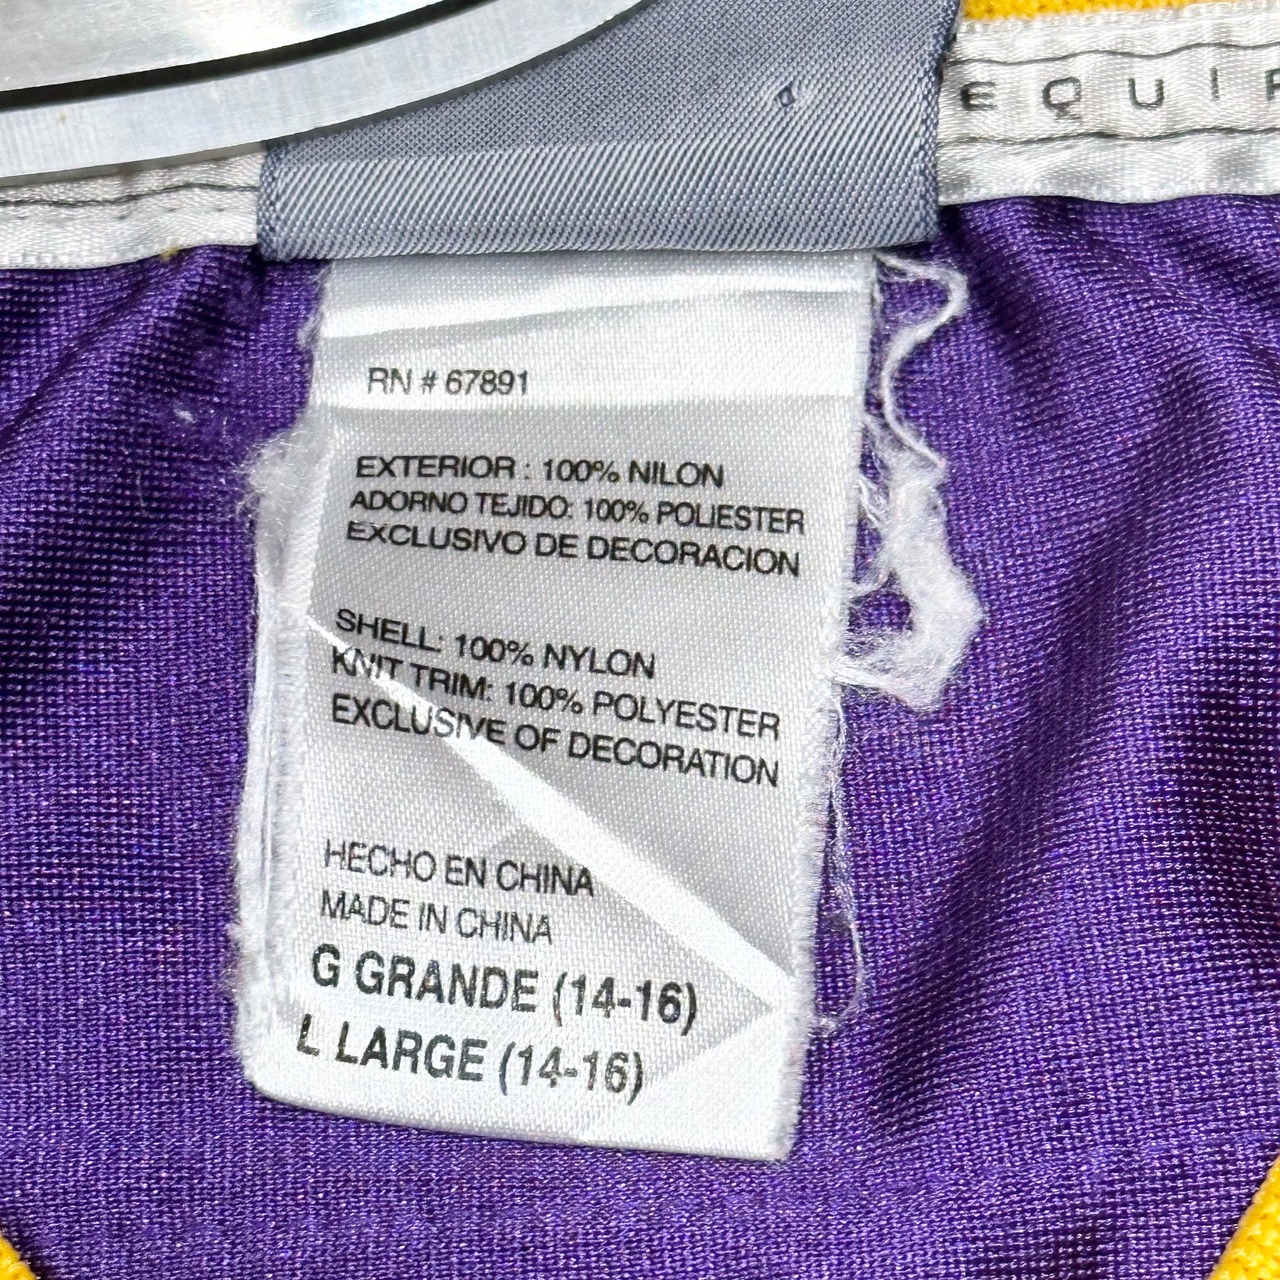 EQUIP
RN # 67891
EXTERIOR : 100% NILON
ADORNO TEJIDO: 100% POLIESTER
EXCLUSIVO DE DECORACION
SHELL: 100% NYLON
KNIT TRIM: 100% POLYESTER
EXCLUSIVE OF DECORATION
HECHO EN CHINA
MADE IN CHINA
G GRANDE (14-16)
L LARGE (14-16)